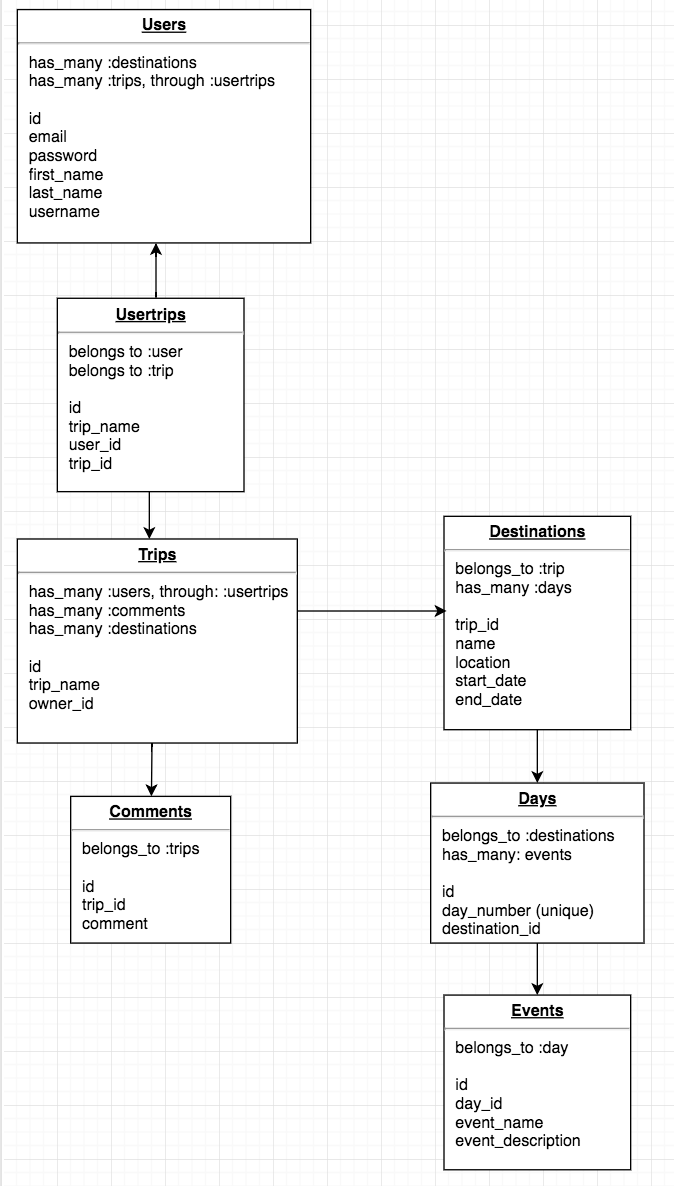 Users
has_many :destinations
has_many :trips, through :usertrips
id
email
password
first_name
last_name
username
Usertrips
belongs to :user
belongs to :trip
id
trip_name
user_id
trip_id
Trips
has_many :users, through: :usertrips
has_many :comments
has_many :destinations
id
trip_name
owner_id
Destinations
belongs_to :trip
has_many :days
trip_id
name
location
start_date
end_date
Comments
belongs_to :trips
id
trip_id
comment
Days
belongs_to :destinations
has_many: events
id
day_number (unique)
destination_id
Events
belongs_to :day
id
day_id
event_name
event_description